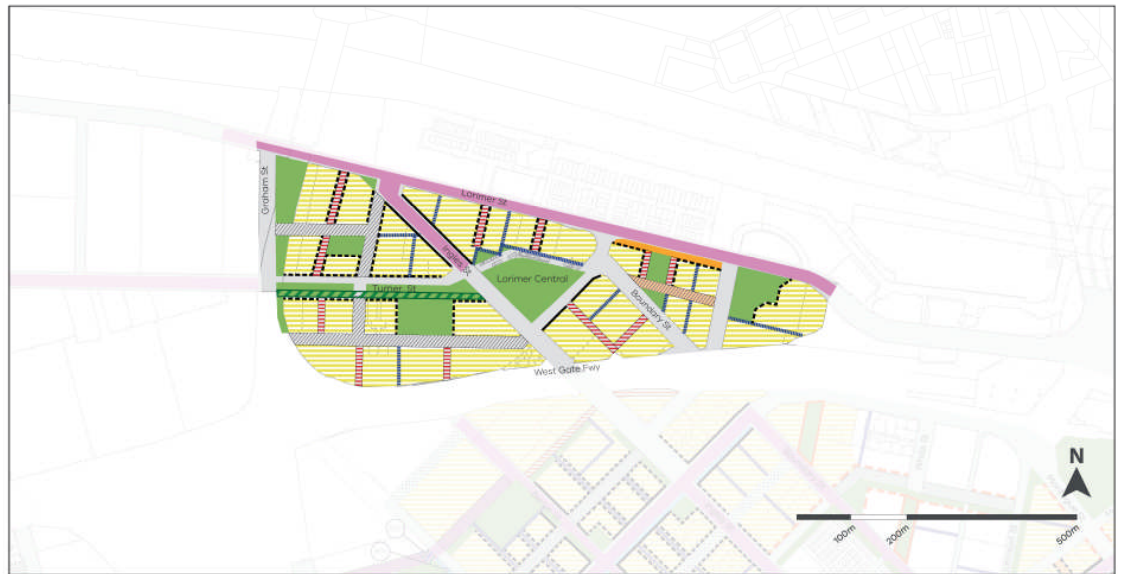 Graham St
Lorimer St
Ingles St
Lorimer Central
Turner St
Boundary St
West Gate Fwy
N
100m
200m
500m